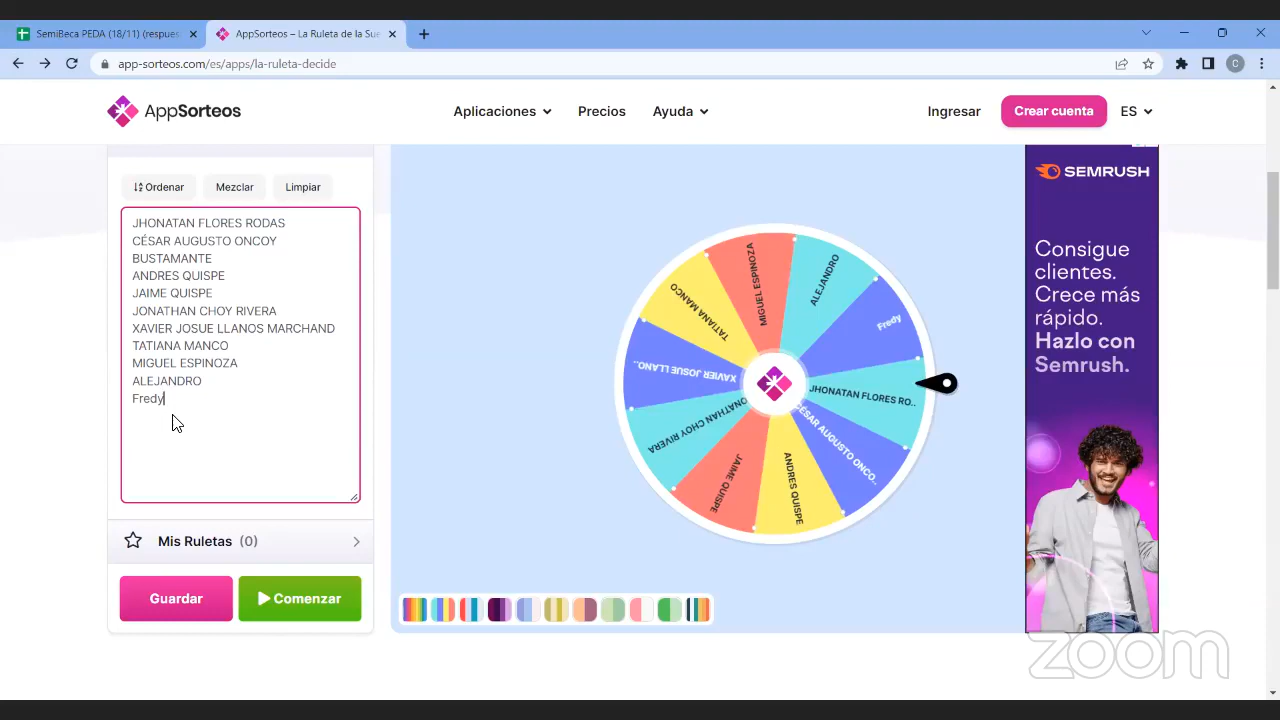 SemiBeca PEDA (18/11) (respues
AppSorteos – La Ruleta de la Sue
app-sorteos.com/es/apps/la-ruleta-decide
C
AppSorteos
Aplicaciones
Precios
Ayuda
Ingresar
Crear cuenta
ES
Ordenar
Mezclar
Limpiar
JHONATAN FLORES RODAS
CÉSAR AUGUSTO ONCOY
BUSTAMANTE
ANDRES QUISPE
JAIME QUISPE
JONATHAN CHOY RIVERA
XAVIER JOSUE LLANOS MARCHAND
TATIANA MANCO
MIGUEL ESPINOZA
ALEJANDRO
Fredy
Mis Ruletas (0)
Guardar
Comenzar
JHONATAN FLORES RO..
CÉSAR AUGUSTO ONCO..
ANDRES QUISPE
JAIME QUISPE
JONATHAN CHOY RIVERA
XAVIER JOSUE LLANO..
TATIANA MANCO
MIGUEL ESPINOZA
ALEJANDRO
Fredy
SEMRUSH
Consigue
clientes.
Crece más
rápido.
Hazlo con
Semrush.
zoom